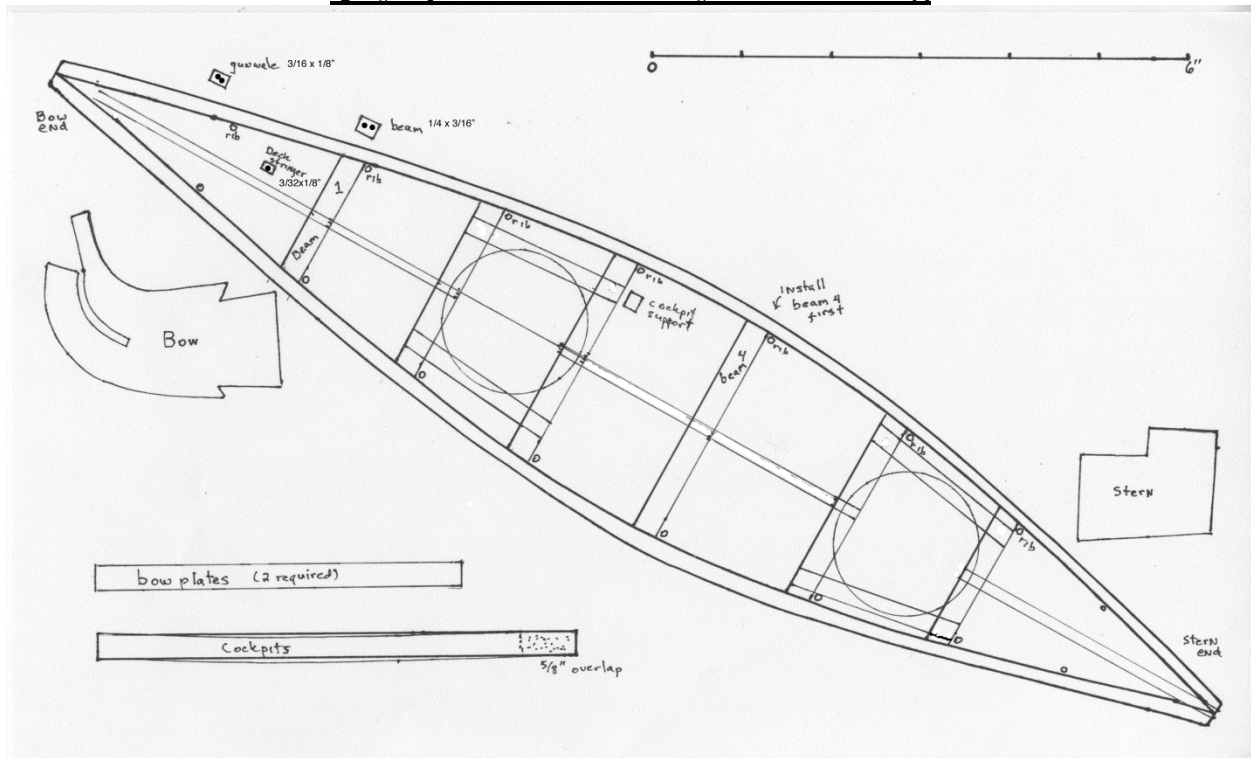 gunwale 3/16 x 1/8"
0
6"
Bow
end
rib
beam 1/4 x 3/16"
Deck
stringer
3/32x1/8"
1
Beam
rib
rib
rib
Cockpit
support
Install
beam 4
first
4
beam
rib
Bow
rib
rib
Stern
Stern
end
bow plates (2 required)
Cockpits
5/8" overlap